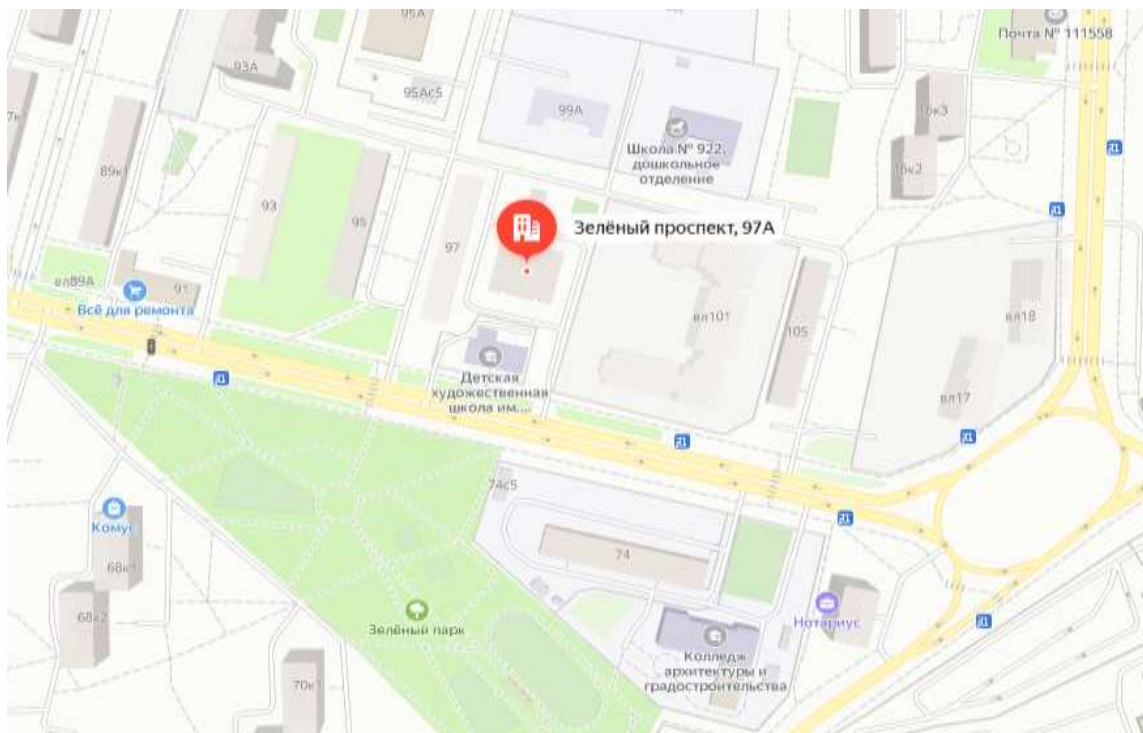 95А
Почта № 111558
93А
95Ас5
99А
16к3
Школа № 922,
дошкольное
отделение
89к1
16к2
93
95
97
Зелёный проспект, 97А
вл89А
91
Всё для ремонта
вл101
105
вл18
Детская
художественная
школа им....
вл17
74с5
Комус
68к1
74
68к2
Зелёный парк
Нотариус
Колледж
архитектуры и
градостроительства
70к1